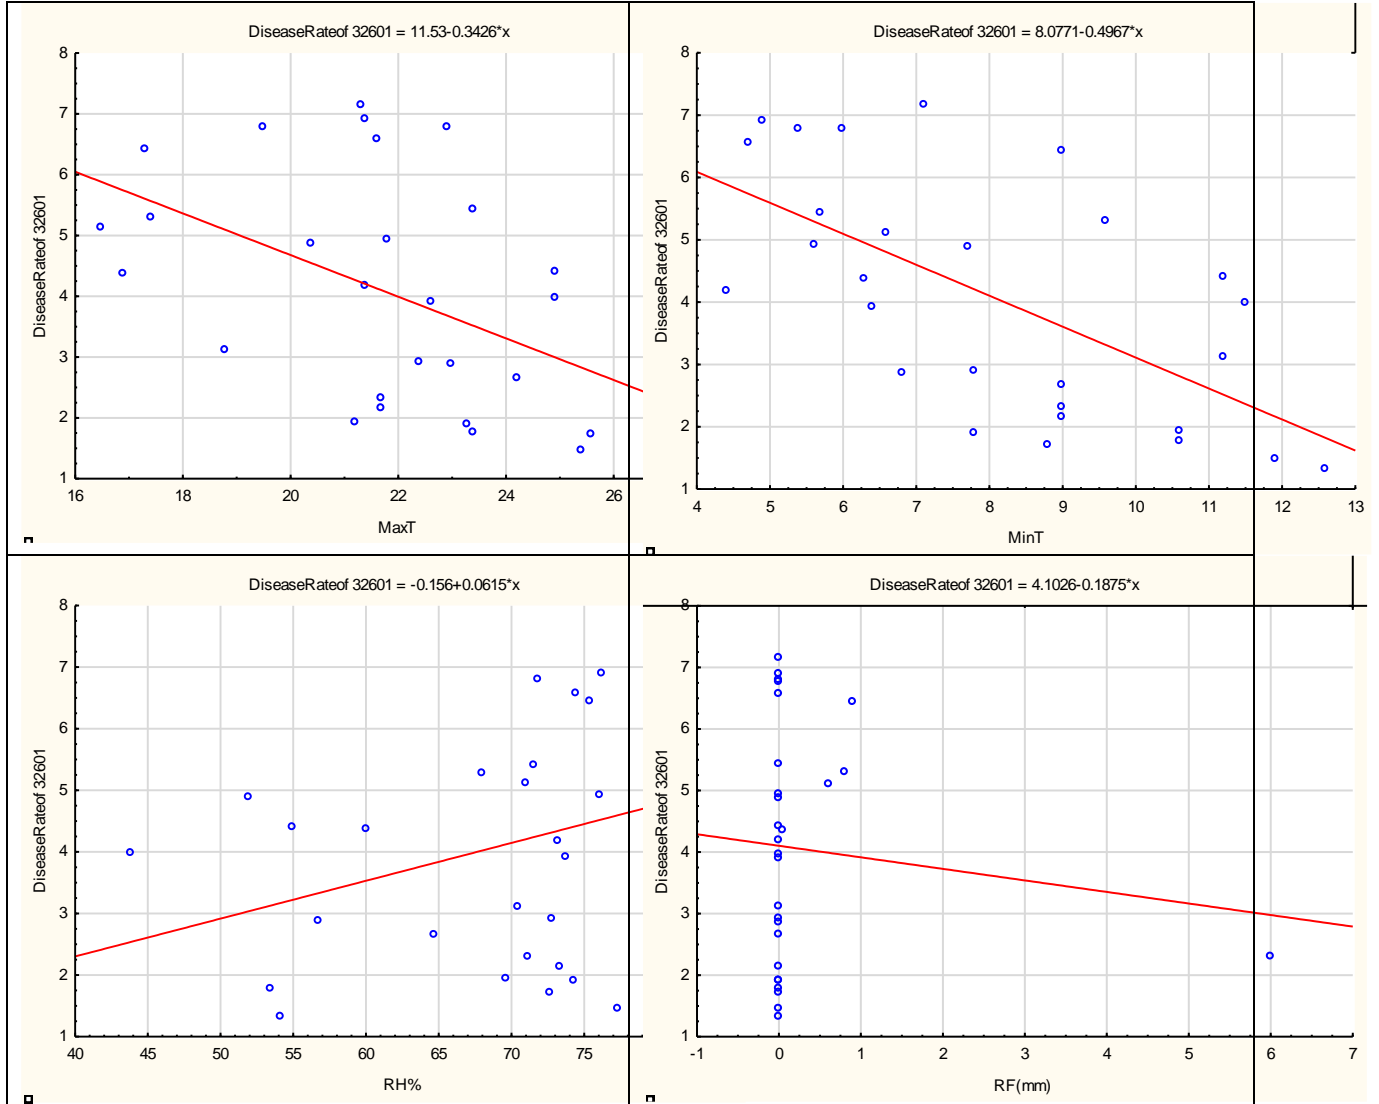 DiseaseRateof 32601 = 11.53-0.3426*x
8
7
6
5
4
3
2
1
DiseaseRateof 32601
16 18 20 22 24 26
MaxT
DiseaseRateof 32601 = 8.0771-0.4967*x
8
7
6
5
4
3
2
1
DiseaseRateof 32601
4 5 6 7 8 9 10 11 12 13
MinT
DiseaseRateof 32601 = -0.156+0.0615*x
8
7
6
5
4
3
2
1
DiseaseRateof 32601
40 45 50 55 60 65 70 75
RH%
DiseaseRateof 32601 = 4.1026-0.1875*x
8
7
6
5
4
3
2
1
DiseaseRateof 32601
-1 0 1 2 3 4 5 6 7
RF(mm)